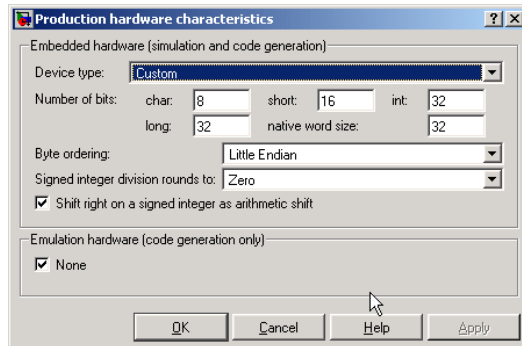 Production hardware characteristics
Embedded hardware (simulation and code generation)
Device type: Custom
Number of bits: char: 8 short: 16 int: 32
long: 32 native word size: 32
Byte ordering: Little Endian
Signed integer division rounds to: Zero
Shift right on a signed integer as arithmetic shift
Emulation hardware (code generation only)
None
OK Cancel Help Apply